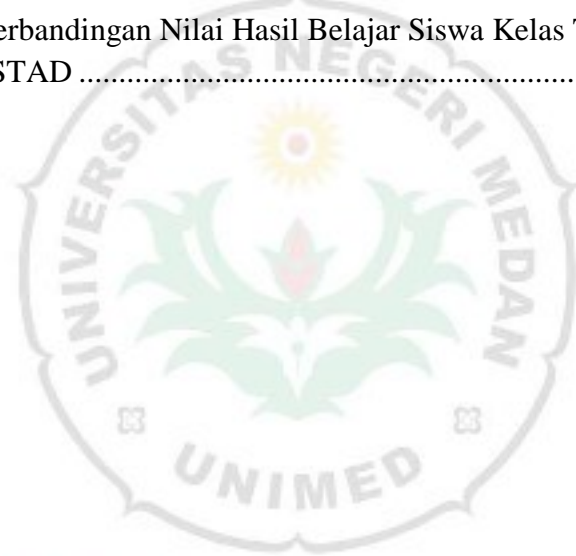 erbandingan Nilai Hasil Belajar Siswa Kelas
STAD ........................................................
UNIVERSITAS NEGERI MEDAN
UNIMED